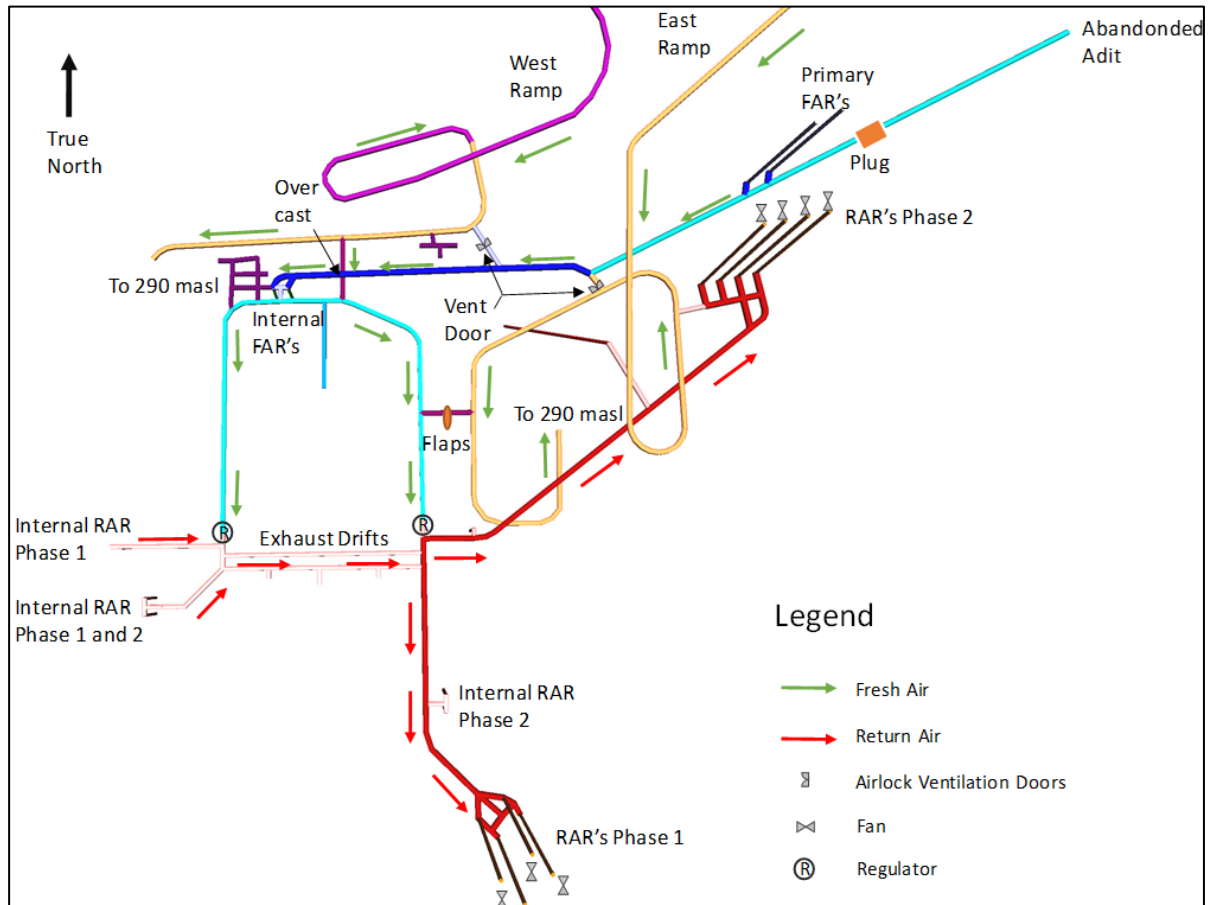 East
Ramp
Abandonded
Adit
West
Ramp
Primary
FAR's
True
North
Plug
Over
cast
RAR's Phase 2
To 290 masl
Internal
FAR's
Vent
Door
To 290 masl
Flaps
R
R
Internal RAR
Phase 1
Exhaust Drifts
Internal RAR
Phase 1 and 2
Legend
Internal RAR
Phase 2
Fresh Air
Return Air
Airlock Ventilation Doors
Fan
RAR's Phase 1
R
Regulator